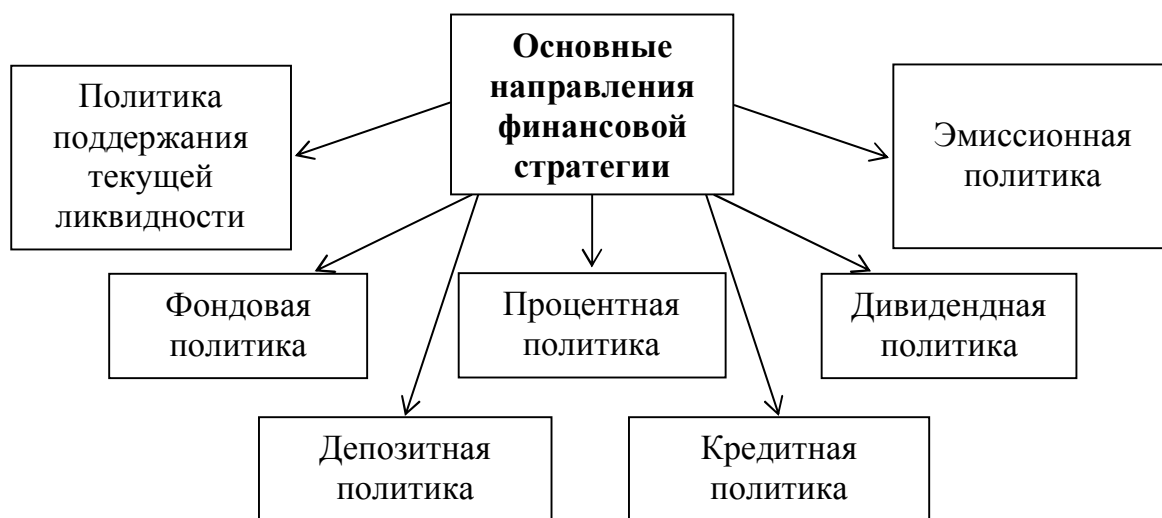 Основные
направления
финансовой
стратегии
Политика
поддержания
текущей
ликвидности
Эмиссионная
политика
Фондовая
политика
Процентная
политика
Дивидендная
политика
Депозитная
политика
Кредитная
политика